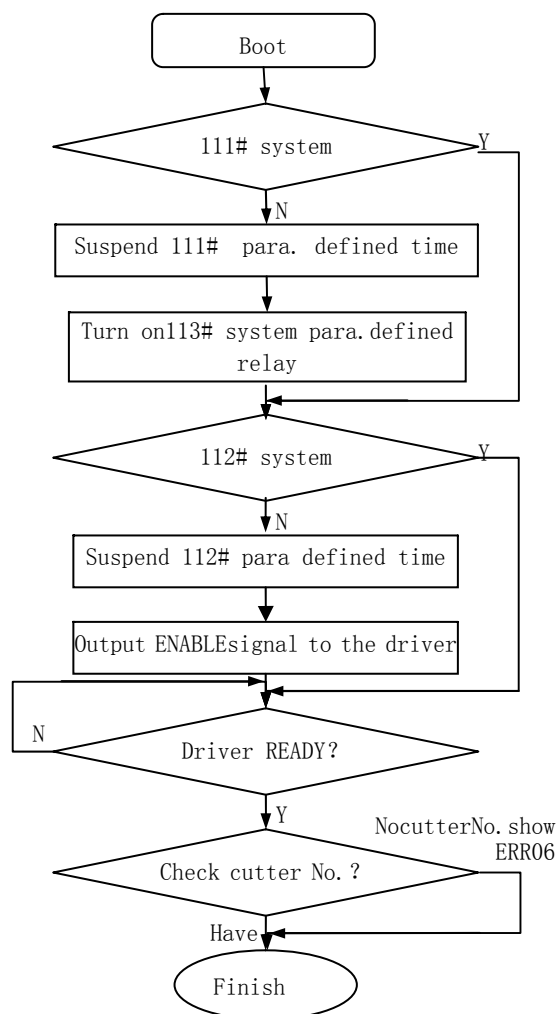 Boot
111# system
Y
N
Suspend 111#  para. defined time
Turn on113# system para.defined
relay
112# system
Y
N
Suspend 112# para defined time
Output ENABLEsignal to the driver
N
Driver READY?
Y
NocutterNo.show
ERR06
Check cutter No.?
Have
Finish